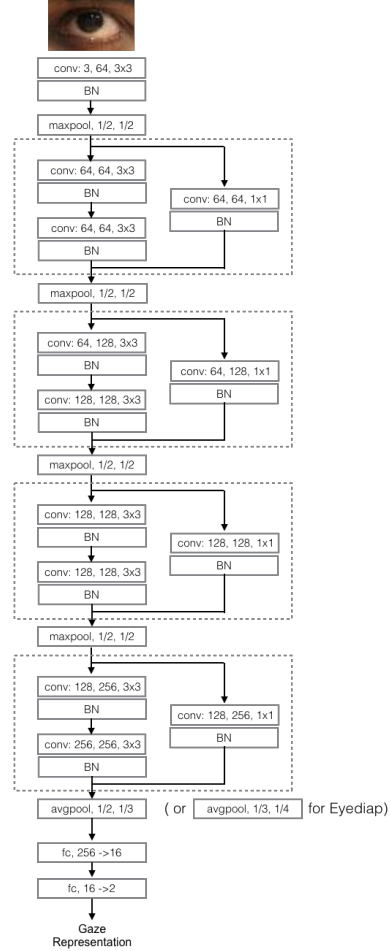 conv: 3, 64, 3x3
BN
maxpool, 1/2, 1/2
conv: 64, 64, 3x3
BN
conv: 64, 64, 1x1
BN
conv: 64, 64, 3x3
BN
maxpool, 1/2, 1/2
conv: 64, 128, 3x3
BN
conv: 64, 128, 1x1
BN
conv: 128, 128, 3x3
BN
maxpool, 1/2, 1/2
conv: 128, 128, 3x3
BN
conv: 128, 128, 1x1
BN
conv: 128, 128, 3x3
BN
maxpool, 1/2, 1/2
conv: 128, 256, 3x3
BN
conv: 128, 256, 1x1
BN
conv: 256, 256, 3x3
BN
avgpool, 1/2, 1/3 ( or avgpool, 1/3, 1/4 for Eyediap)
fc, 256 ->16
fc, 16 ->2
Gaze
Representation